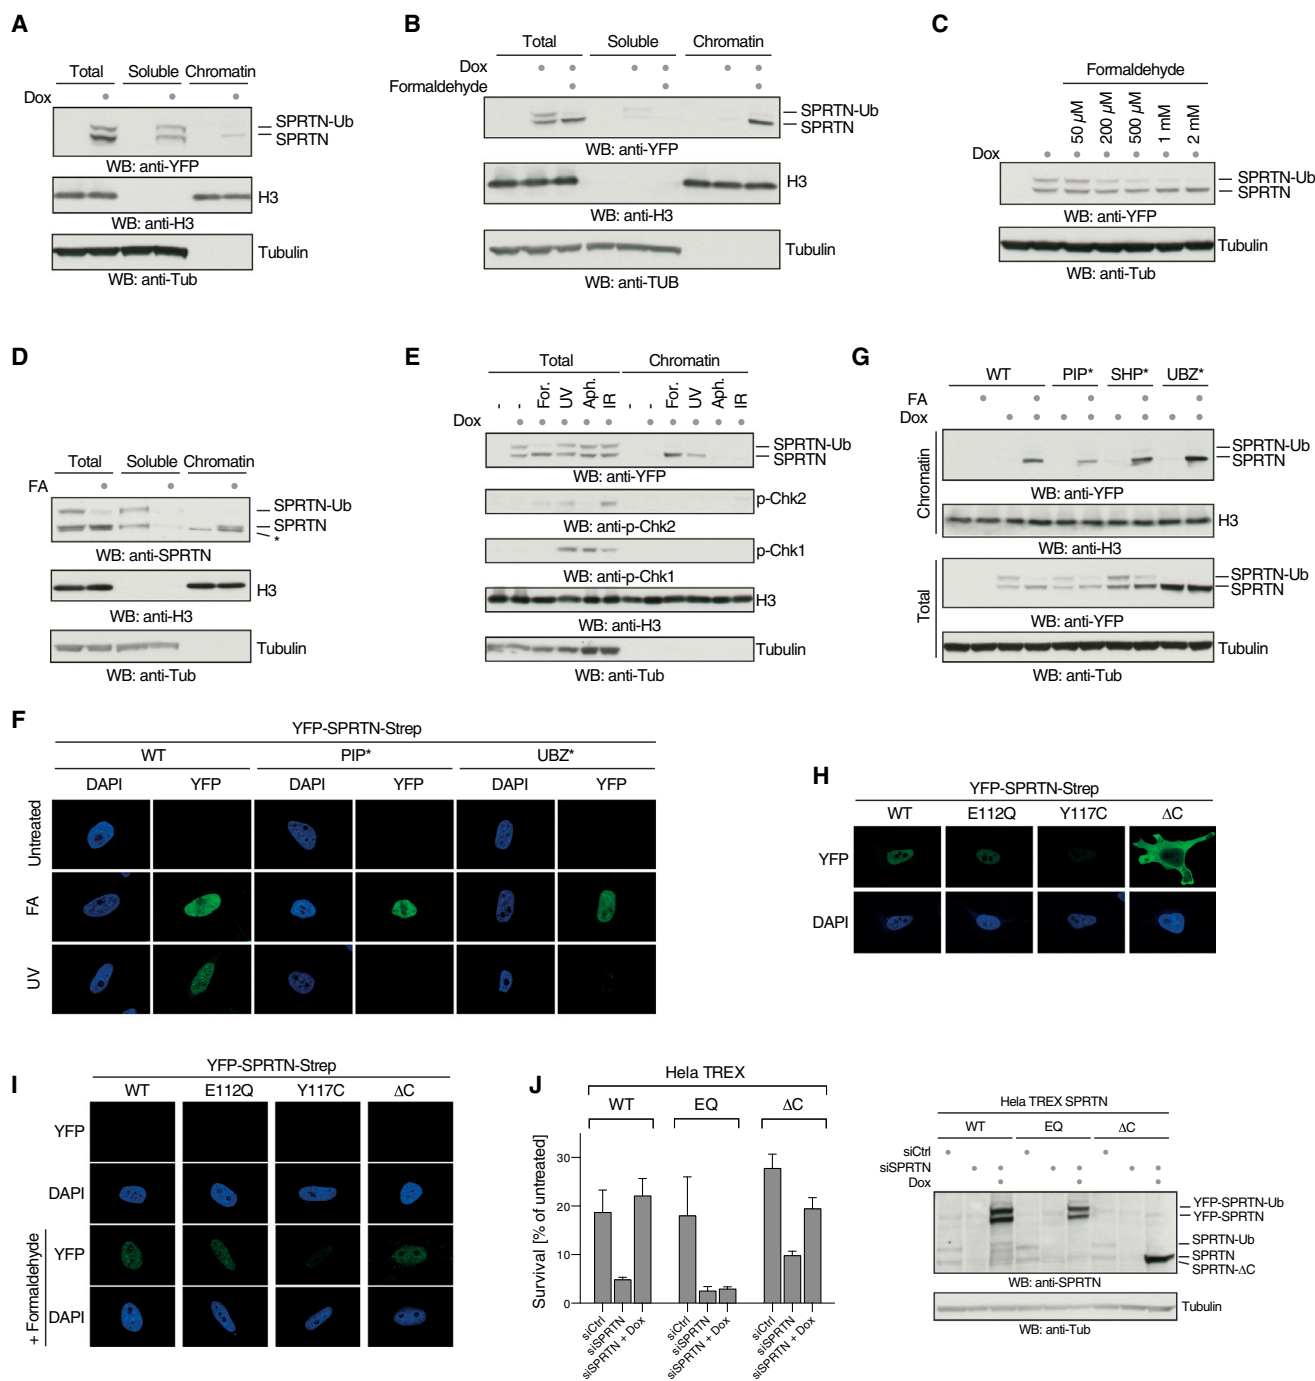 A
Total Soluble Chromatin
Dox
SPRTN-Ub
SPRTN
WB: anti-YFP
H3
WB: anti-H3
Tubulin
WB: anti-Tub
B
Total Soluble Chromatin
Dox
Formaldehyde
SPRTN-Ub
SPRTN
WB: anti-YFP
H3
WB: anti-H3
Tubulin
WB: anti-TUB
C
Formaldehyde
50 µM 200 µM 500 µM 1 mM 2 mM
Dox
SPRTN-Ub
SPRTN
WB: anti-YFP
Tubulin
WB: anti-Tub
D
Total Soluble Chromatin
FA
SPRTN-Ub
SPRTN
*
WB: anti-SPRTN
H3
WB: anti-H3
Tubulin
WB: anti-Tub
E
Total Chromatin
- - For. UV Aph. IR - - For. UV Aph. IR
Dox
SPRTN-Ub
SPRTN
WB: anti-YFP
p-Chk2
WB: anti-p-Chk2
p-Chk1
WB: anti-p-Chk1
H3
WB: anti-H3
Tubulin
WB: anti-Tub
G
WT PIP* SHP* UBZ*
FA
Dox
Chromatin
SPRTN-Ub
SPRTN
WB: anti-YFP
H3
WB: anti-H3
Total
SPRTN-Ub
SPRTN
WB: anti-YFP
Tubulin
WB: anti-Tub
F
YFP-SPRTN-Strep
WT PIP* UBZ*
DAPI YFP DAPI YFP DAPI YFP
Untreated
FA
UV
H
YFP-SPRTN-Strep
WT E112Q Y117C ΔC
YFP
DAPI
I
YFP-SPRTN-Strep
WT E112Q Y117C ΔC
YFP
DAPI
+ Formaldehyde
YFP
DAPI
J
Hela TREX
WT EQ ΔC
Survival [% of untreated]
30
20
10
0
siCtrl siSPRTN siSPRTN + Dox siCtrl siSPRTN siSPRTN + Dox siCtrl siSPRTN siSPRTN + Dox
Hela TREX SPRTN
WT EQ ΔC
siCtrl
siSPRTN
Dox
YFP-SPRTN-Ub
YFP-SPRTN
SPRTN-Ub
SPRTN
SPRTN-ΔC
WB: anti-SPRTN
Tubulin
WB: anti-Tub